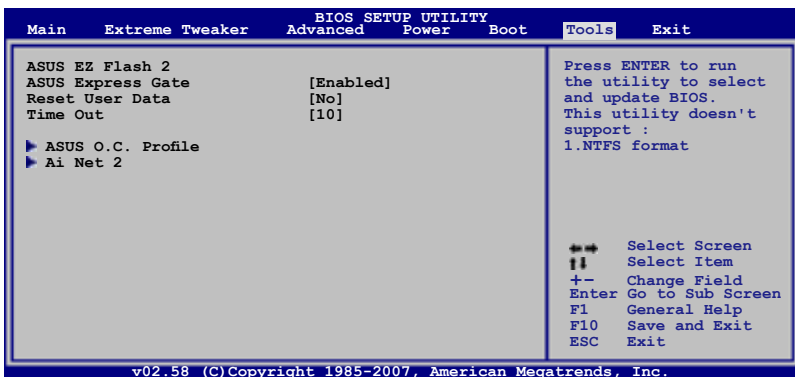 BIOS SETUP UTILITY
Main Extreme Tweaker Advanced Power Boot Tools Exit
ASUS EZ Flash 2
ASUS Express Gate [Enabled]
Reset User Data [No]
Time Out [10]
ASUS O.C. Profile
Ai Net 2
Press ENTER to run
the utility to select
and update BIOS.
This utility doesn't
support :
1.NTFS format
Select Screen
Select Item
+- Change Field
Enter Go to Sub Screen
F1 General Help
F10 Save and Exit
ESC Exit
v02.58 (C)Copyright 1985-2007, American Megatrends, Inc.